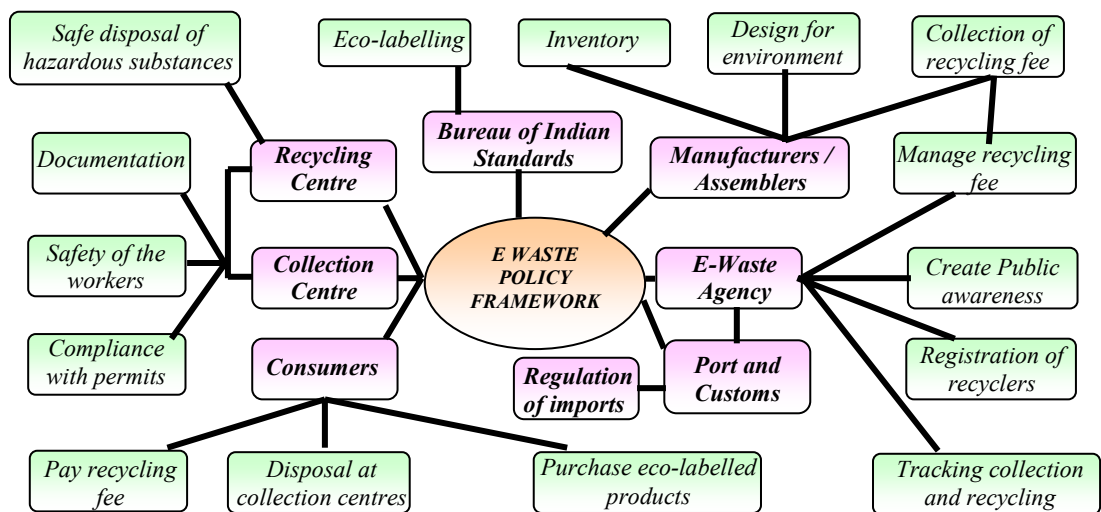 Safe disposal of
hazardous substances
Eco-labelling
Inventory
Design for
environment
Collection of
recycling fee
Documentation
Recycling
Centre
Bureau of Indian
Standards
Manufacturers /
Assemblers
Manage recycling
fee
Safety of the
workers
Collection
Centre
E WASTE
POLICY
FRAMEWORK
E-Waste
Agency
Create Public
awareness
Compliance
with permits
Consumers
Regulation
of imports
Port and
Customs
Registration of
recyclers
Pay recycling
fee
Disposal at
collection centres
Purchase eco-labelled
products
Tracking collection
and recycling